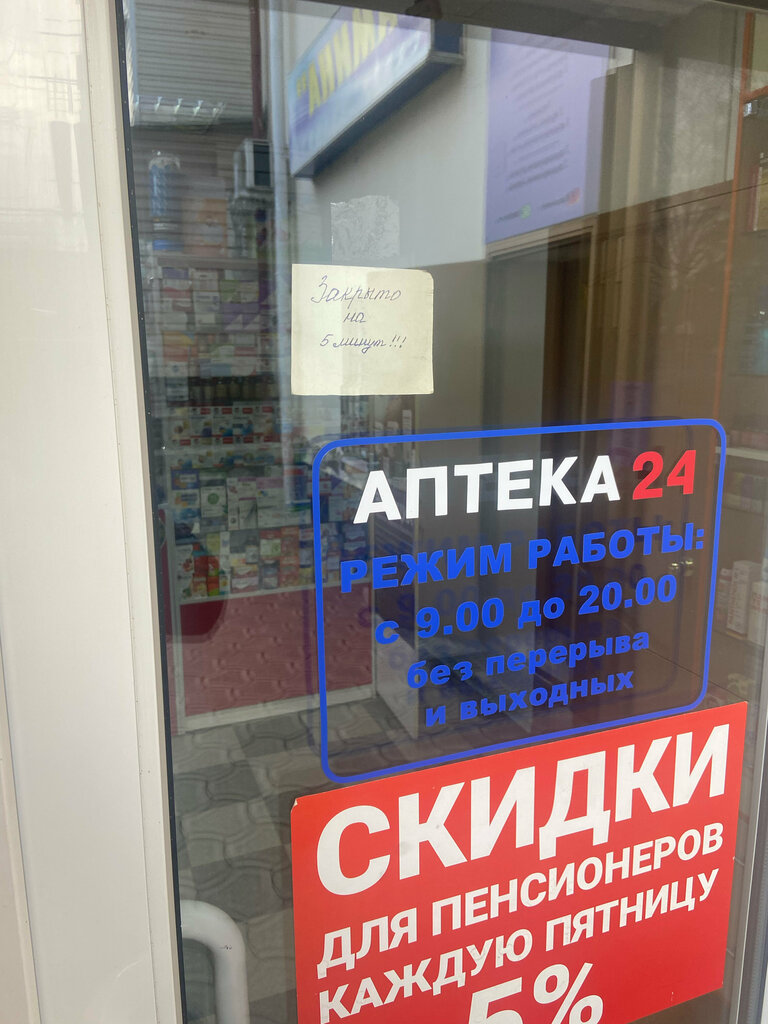 Закрыто
на
5 минут!!!
АПТЕКА 24
РЕЖИМ РАБОТЫ:
с 9.00 до 20.00
без перерыва
и выходных
СКИДКИ
ДЛЯ ПЕНСИОНЕРОВ
КАЖДУЮ ПЯТНИЦУ
5%